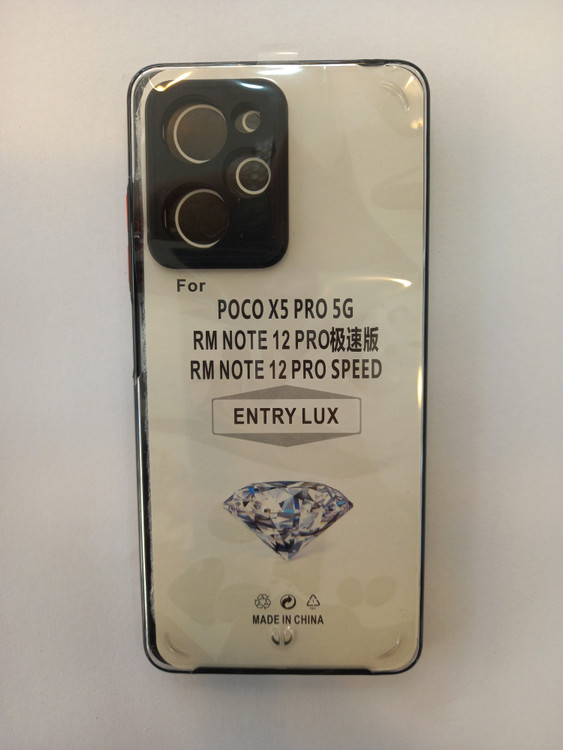 For
POCO X5 PRO 5G
RM NOTE 12 PRO极速版
RM NOTE 12 PRO SPEED
ENTRY LUX
MADE IN CHINA